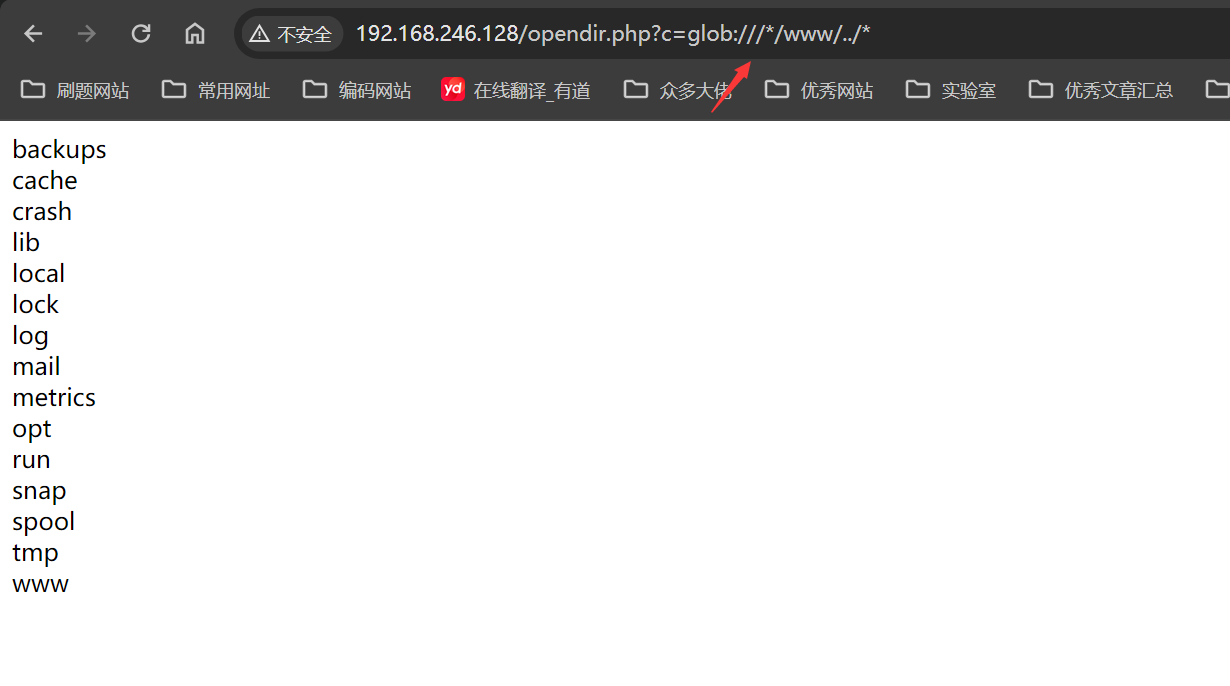 不安全 192.168.246.128/opendir.php?c=glob:///*/www/../*
刷题网站 常用网址 编码网站 yd 在线翻译_有道 众多大佬 优秀网站 实验室 优秀文章汇总
backups
cache
crash
lib
local
lock
log
mail
metrics
opt
run
snap
spool
tmp
www